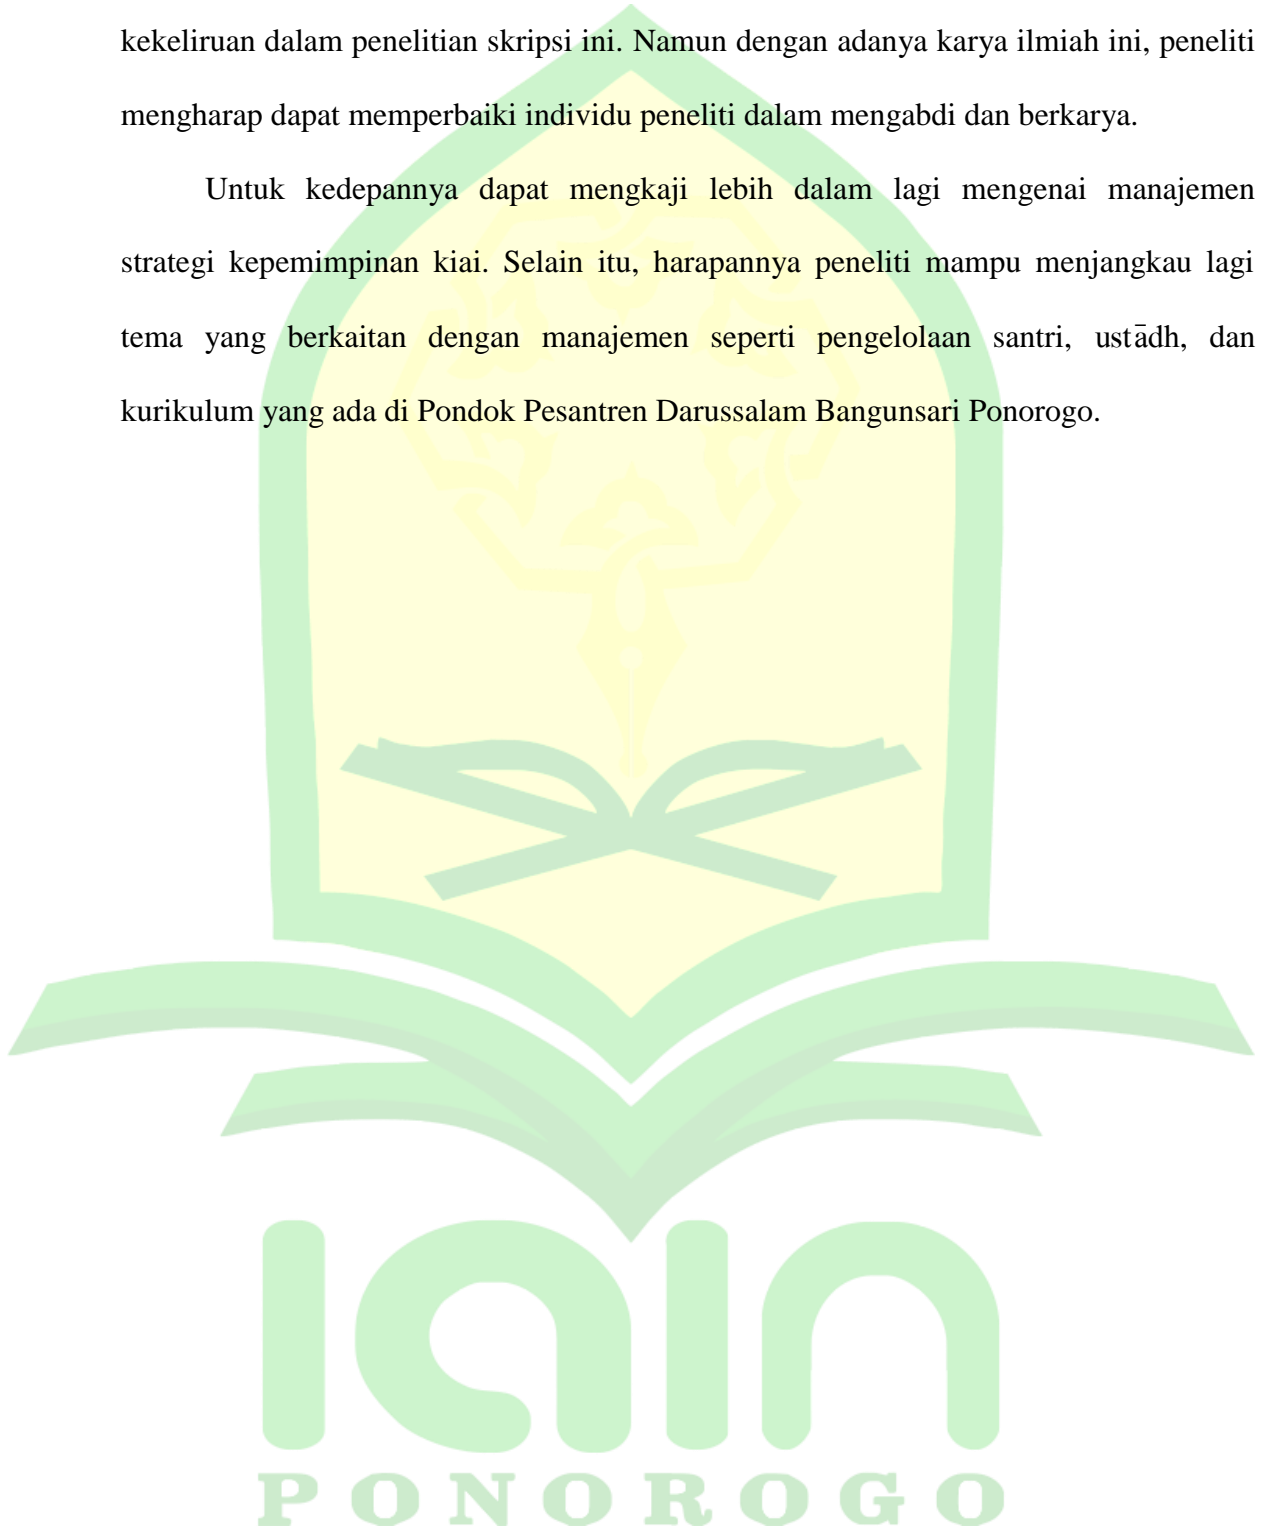 kekeliruan dalam penelitian skripsi ini. Namun dengan adanya karya ilmiah ini, peneliti
mengharap dapat memperbaiki individu peneliti dalam mengabdi dan berkarya.
Untuk kedepannya dapat mengkaji lebih dalam lagi mengenai manajemen
strategi kepemimpinan kiai. Selain itu, harapannya peneliti mampu menjangkau lagi
tema yang berkaitan dengan manajemen seperti pengelolaan santri, ustādh, dan
kurikulum yang ada di Pondok Pesantren Darussalam Bangunsari Ponorogo.
iain
PONOROGO